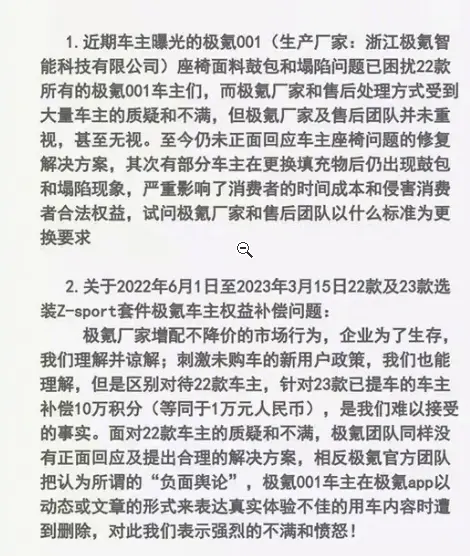 1.近期车主曝光的极氪001（生产厂家：浙江极氪智
能科技有限公司）座椅面料鼓包和塌陷问题已困扰22款
所有的极氪001车主们，而极氪厂家和售后处理方式受到
大量车主的质疑和不满，但极氪厂家及售后团队并未重
视，甚至无视。至今仍未正面回应车主座椅问题的修复
解决方案，其次有部分车主在更换填充物后仍出现鼓包
和塌陷现象，严重影响了消费者的时间成本和侵害消费
者合法权益，试问极氪厂家和售后团队以什么标准为更
换要求
2.关于2022年6月1日至2023年3月15日22款及23款选
装Z-sport套件极氪车主权益补偿问题：
极氪厂家增配不降价的市场行为，企业为了生存，
我们理解并谅解；刺激未购车的新用户政策，我们也能
理解，但是区别对待22款车主，针对23款已提车的车主
补偿10万积分（等同于1万元人民币），是我们难以接受
的事实。面对22款车主的质疑和不满，极氪团队同样没
有正面回应及提出合理的解决方案，相反极氪官方团队
把认为所谓的“负面舆论”，极氪001车主在极氪app以
动态或文章的形式来表达真实体验不佳的用车内容时遭
到删除，对此我们表示强烈的不满和愤怒！